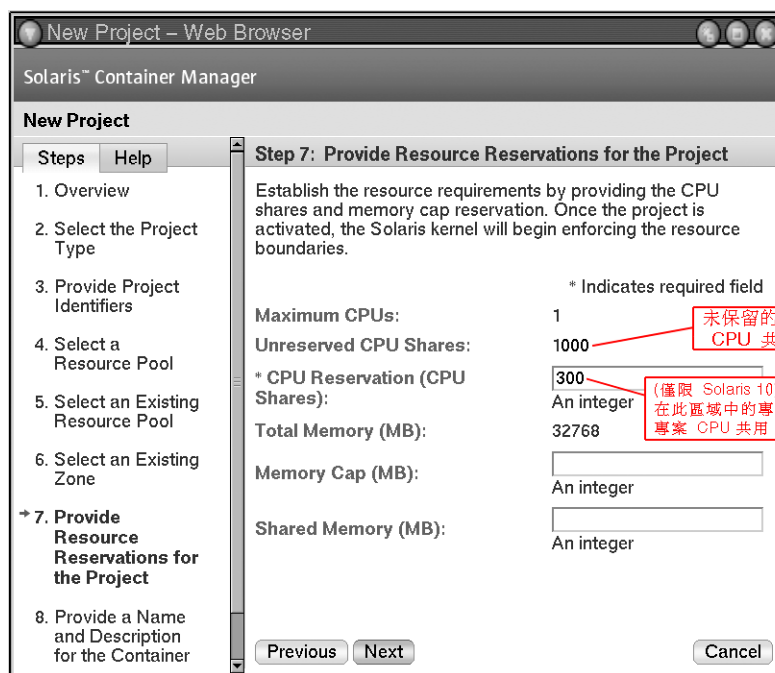 New Project – Web Browser
Solaris™ Container Manager
New Project
Steps
Help
1. Overview
2. Select the Project
Type
3. Provide Project
Identifiers
4. Select a
Resource Pool
5. Select an Existing
Resource Pool
6. Select an Existing
Zone
7. Provide
Resource
Reservations for
the Project
8. Provide a Name
and Description
for the Container
Step 7: Provide Resource Reservations for the Project
Establish the resource requirements by providing the CPU
shares and memory cap reservation. Once the project is
activated, the Solaris kernel will begin enforcing the resource
boundaries.
* Indicates required field
Maximum CPUs:
1
Unreserved CPU Shares:
1000
未保留的
CPU 共
* CPU Reservation (CPU
Shares):
300
An integer
(僅限 Solaris 10
在此區域中的專
專案 CPU 共用
Total Memory (MB):
32768
Memory Cap (MB):
An integer
Shared Memory (MB):
An integer
Previous
Next
Cancel